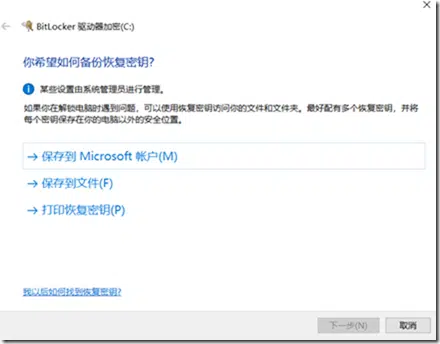 BitLocker 驱动器加密(C:)
你希望如何备份恢复密钥?
某些设置由系统管理员进行管理。
如果你在解锁电脑时遇到问题，可以使用恢复密钥访问你的文件和文件夹。最好配有多个恢复密钥，并将
每个密钥保存在你的电脑以外的安全位置。
→ 保存到 Microsoft 帐户(M)
→ 保存到文件(F)
→ 打印恢复密钥(P)
我以后如何找到恢复密钥?
下一步(N)
取消